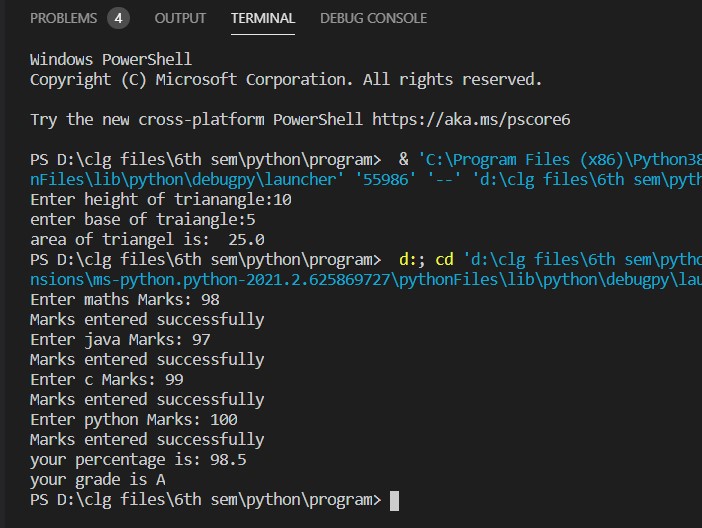 PROBLEMS 4 OUTPUT TERMINAL DEBUG CONSOLE
Windows PowerShell
Copyright (C) Microsoft Corporation. All rights reserved.
Try the new cross-platform PowerShell https://aka.ms/pscore6
PS D:\clg files\6th sem\python\program>  & 'C:\Program Files (x86)\Python38
nFiles\lib\python\debugpy\launcher' '55986' '--' 'd:\clg files\6th sem\pyth
Enter height of trianangle:10
enter base of traiangle:5
area of triangel is:  25.0
PS D:\clg files\6th sem\python\program>  d:; cd 'd:\clg files\6th sem\pytho
nsions\ms-python.python-2021.2.625869727\pythonFiles\lib\python\debugpy\lau
Enter maths Marks: 98
Marks entered successfully
Enter java Marks: 97
Marks entered successfully
Enter c Marks: 99
Marks entered successfully
Enter python Marks: 100
Marks entered successfully
your percentage is: 98.5
your grade is A
PS D:\clg files\6th sem\python\program>